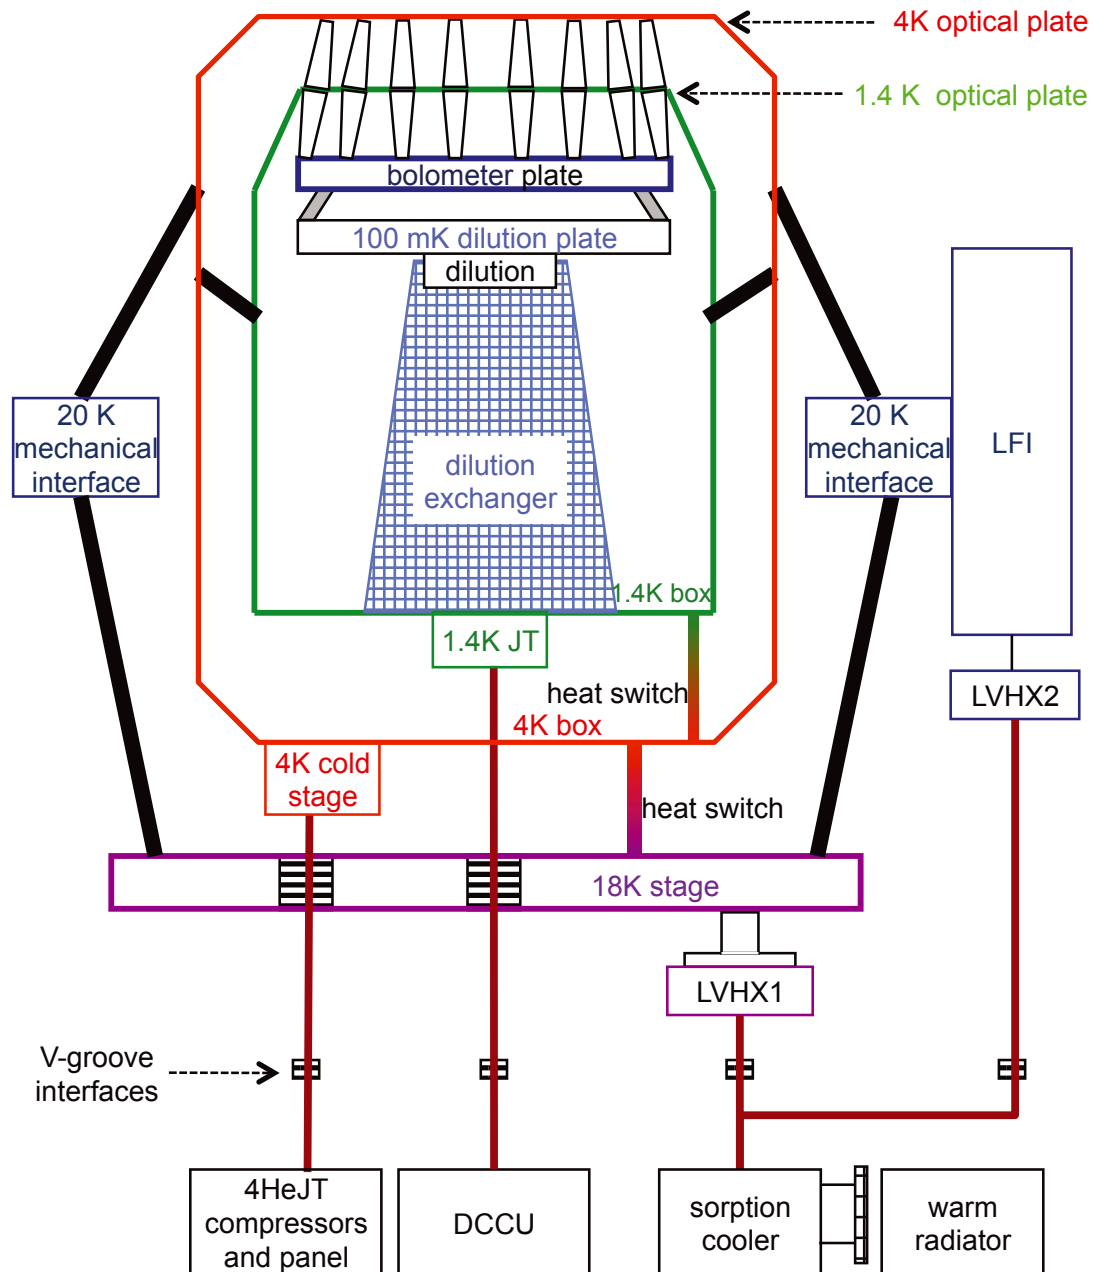 4K optical plate
1.4 K  optical plate
bolometer plate
100 mK dilution plate
dilution
20 K
mechanical
interface
20 K
mechanical
interface
LFI
dilution
exchanger
1.4K box
1.4K JT
heat switch
LVHX2
4K box
4K cold
stage
heat switch
18K stage
LVHX1
V-groove
interfaces
4HeJT
compressors
and panel
DCCU
sorption
cooler
warm
radiator